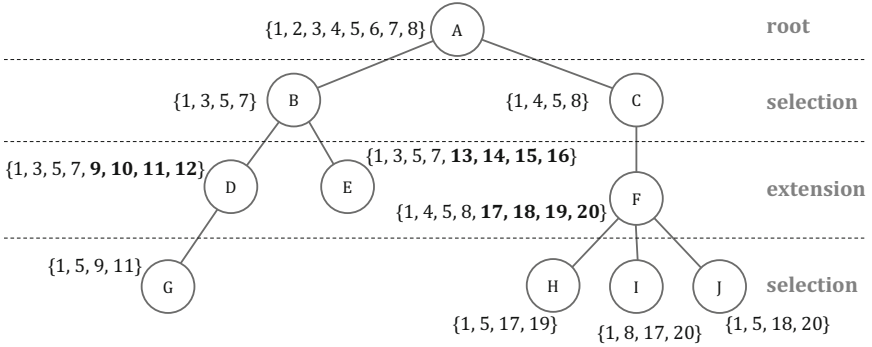 {1, 2, 3, 4, 5, 6, 7, 8} A root
{1, 3, 5, 7} B {1, 4, 5, 8} C selection
{1, 3, 5, 7, 13, 14, 15, 16}
{1, 3, 5, 7, 9, 10, 11, 12} D E extension
F
{1, 4, 5, 8, 17, 18, 19, 20}
{1, 5, 9, 11} G H I J selection
{1, 5, 17, 19} {1, 8, 17, 20} {1, 5, 18, 20}